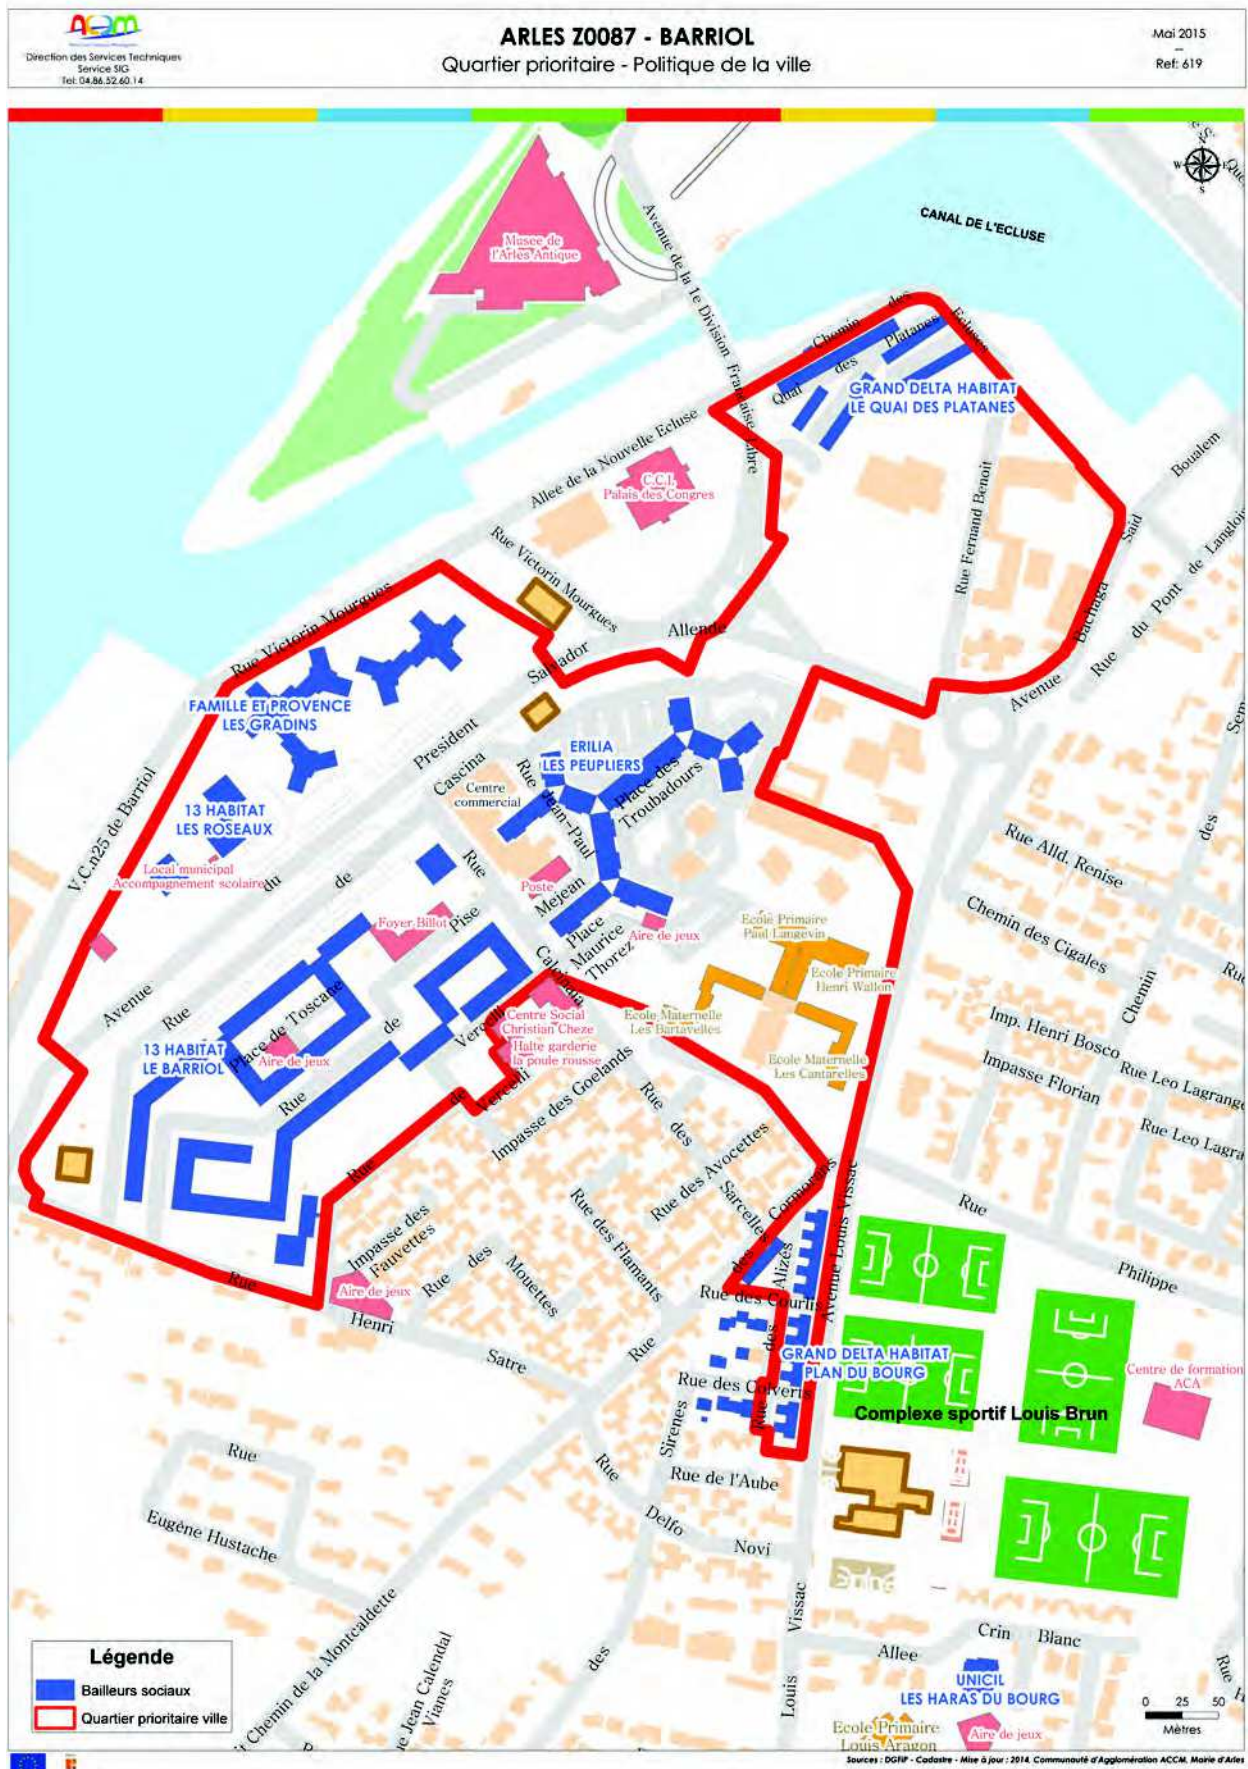 ACCM
Direction des Services Techniques
Service SIG
Tel: 04.86.52.60.14
ARLES Z0087 - BARRIOL
Quartier prioritaire - Politique de la ville
Mai 2015
Ref: 619
N
W E
S
CANAL DE L'ECLUSE
Musee de
l'Arles Antique
Avenue de la 1e Division Francaise Libre
Chemin des Ecluses
Quai des Platanes
GRAND DELTA HABITAT
LE QUAI DES PLATANES
Allee de la Nouvelle Ecluse
C.C.I.
Palais des Congres
Rue Fernand Benoit
Boualem
Said
Bachaga
Avenue
Rue du Pont de Langlois
Rue Victorin Mourgues
Rue Victorin Mourgues
Allende
Salvador
President
du
Avenue
FAMILLE ET PROVENCE
LES GRADINS
ERILIA
LES PEUPLIERS
Cascina
Centre
commercial
Rue Jean-Paul
Mejean
Place des
Troubadours
13 HABITAT
LES ROSEAUX
V.C.n25 de Barriol
Local municipal
Accompagnement scolaire
de
Rue
Foyer Billot
Pise
Poste
Place
Maurice
Thorez
Aire de jeux
Ecole Primaire
Paul Langevin
Ecole Primaire
Henri Wallon
Ecole Maternelle
Les Bartavelles
Ecole Maternelle
Les Cantarelles
Rue Alld. Renise
Chemin des Cigales
Chemin
des
Imp. Henri Bosco
Impasse Florian
Rue Leo Lagrange
Rue Leo Lagra
Rue
Place de Toscane
Aire de jeux
13 HABITAT
LE BARRIOL
Rue
de
Vercelli
Centre Social
Christian Cheze
Halte garderie
la poule rousse
Rue
de
Vercelli
Impasse des Goelands
Rue
des
Sarcelles
Rue des Avocettes
Cormorans
des
Alizés
Avenue Louis Vissac
Rue
Philippe
Impasse des
Fauvettes
Rue des Mouettes
Rue des Flamants
Rue des Courlis
Rue
Henri
Satre
Aire de jeux
Rue
GRAND DELTA HABITAT
PLAN DU BOURG
Rue des Colverts
Rue
des
Sirenes
Complexe sportif Louis Brun
Centre de formation
ACA
Rue de l'Aube
Rue
Delfo
Novi
Rue
Eugène Hustache
Chemin de la Montcaldette
Jean Calendal
Vianes
des
Louis
Vissac
Allee
Crin
Blanc
UNICIL
LES HARAS DU BOURG
Ecole Primaire
Louis Aragon
Aire de jeux
Légende
Bailleurs sociaux
Quartier prioritaire ville
0 25 50
Mètres
Sources : DGFiP - Cadastre - Mise à jour : 2014, Communauté d'Agglomération ACCM, Mairie d'Arles